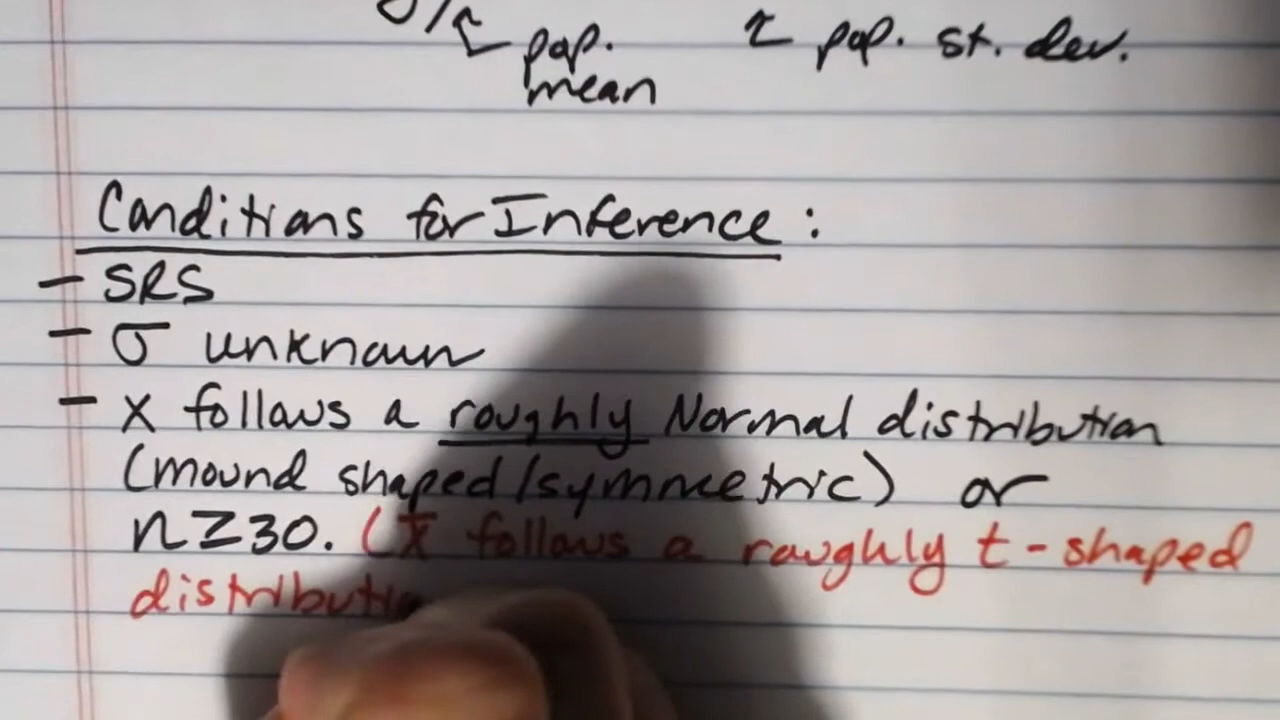 pop. pop. st. dev.
mean
Conditions for Inference:
- SRS
- σ unknown
- x follows a roughly Normal distribution
(mound shaped/symmetric) or
n ≥ 30. (x̄ follows a roughly t-shaped